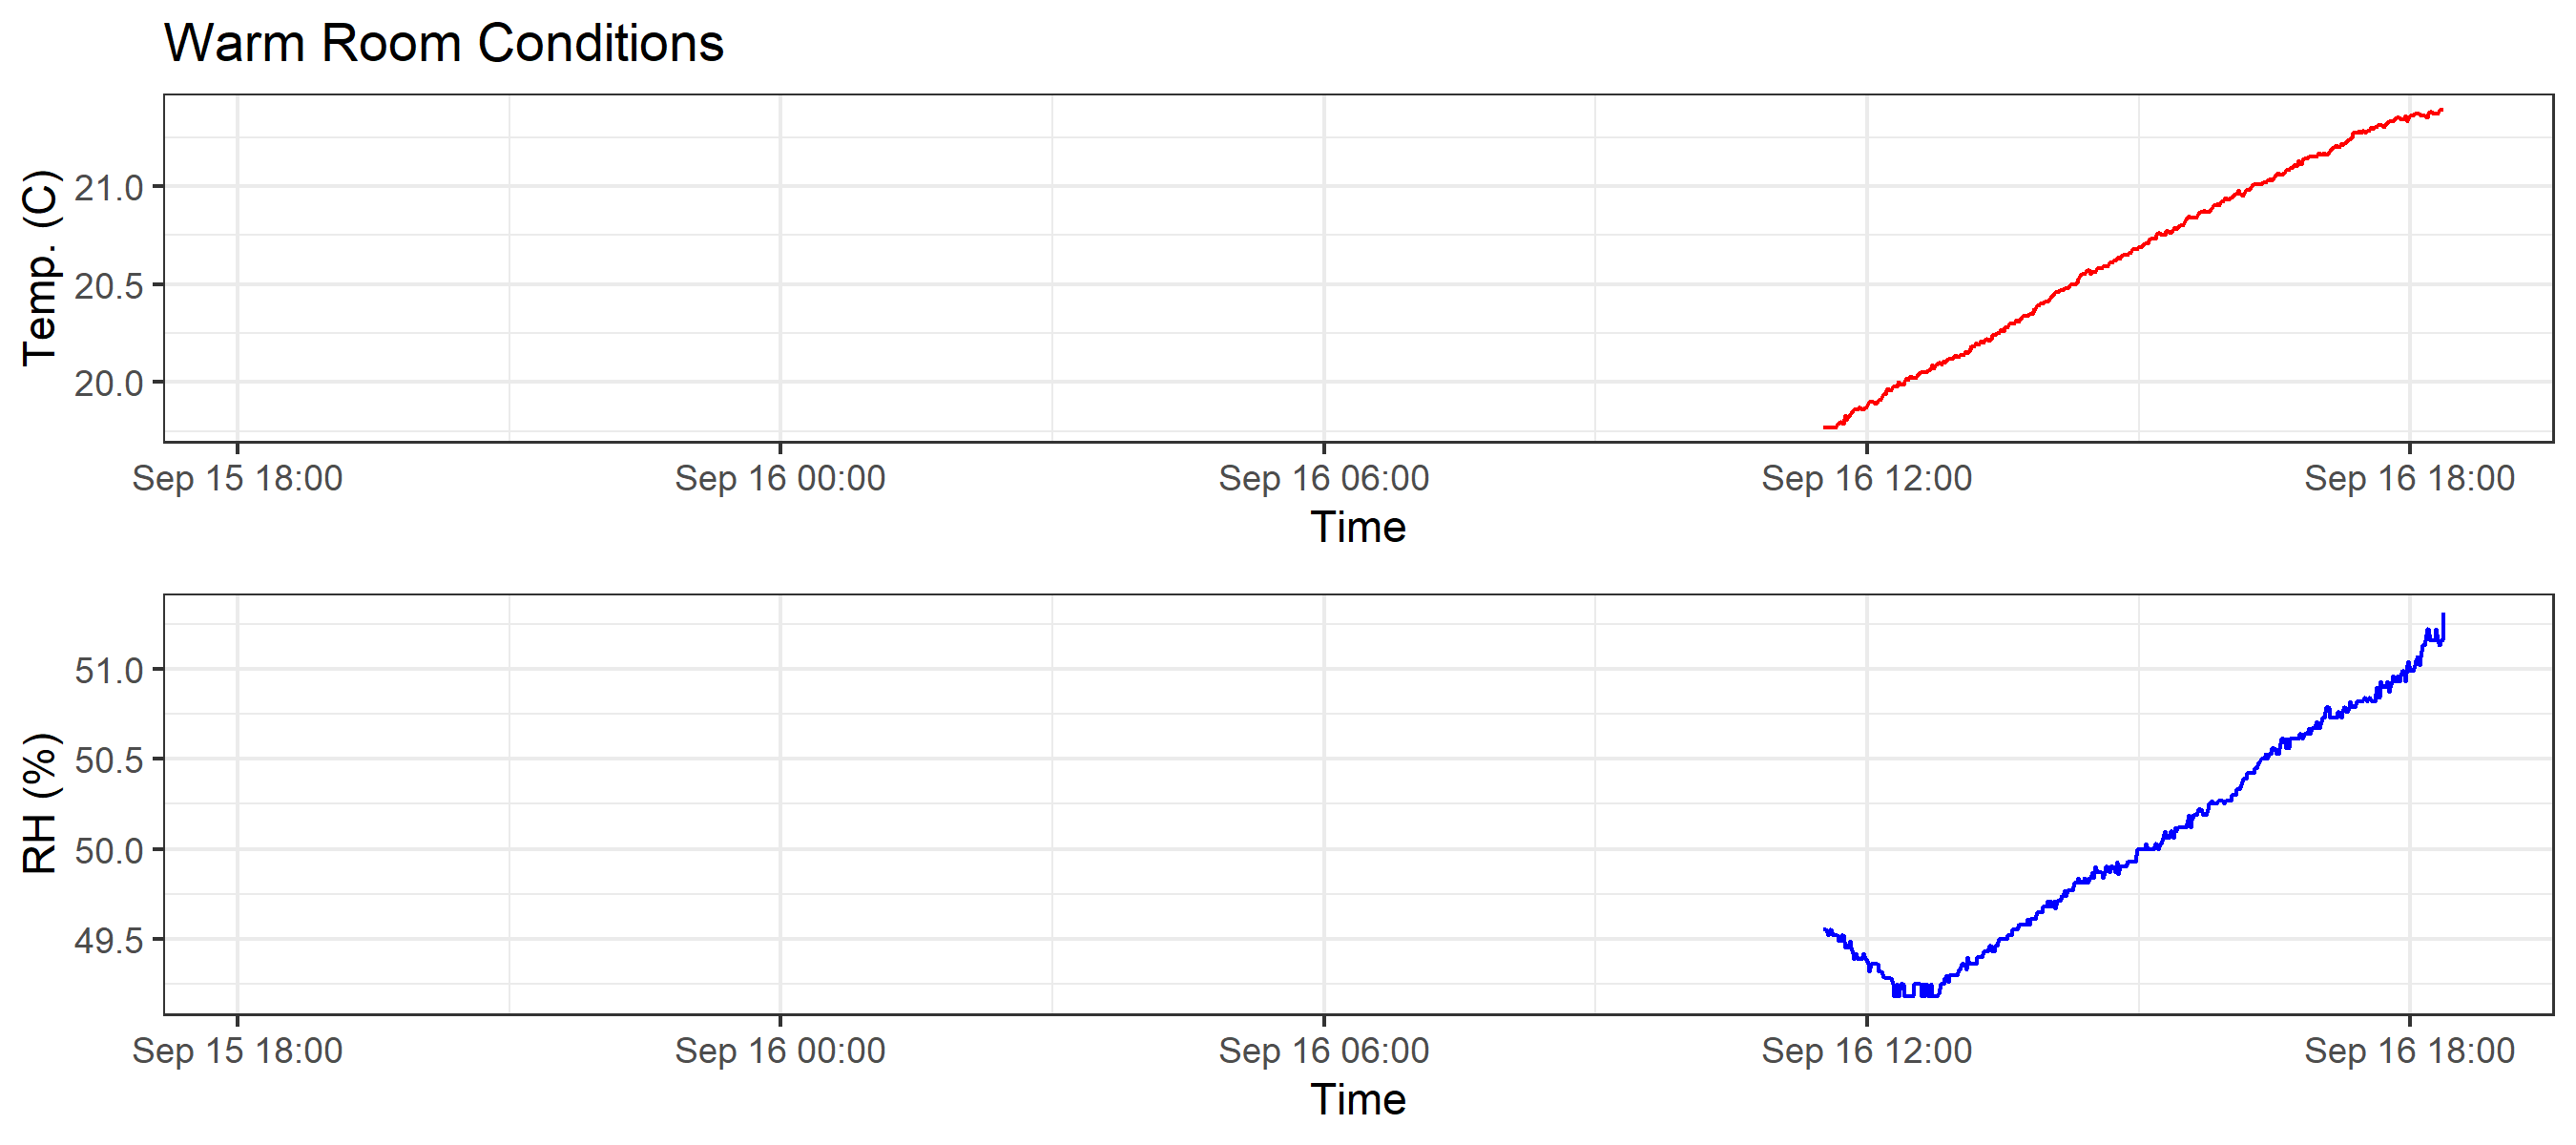 Warm Room Conditions
Temp. (C)
21.0
20.5
20.0
Sep 15 18:00 Sep 16 00:00 Sep 16 06:00 Sep 16 12:00 Sep 16 18:00
Time
RH (%)
51.0
50.5
50.0
49.5
Sep 15 18:00 Sep 16 00:00 Sep 16 06:00 Sep 16 12:00 Sep 16 18:00
Time